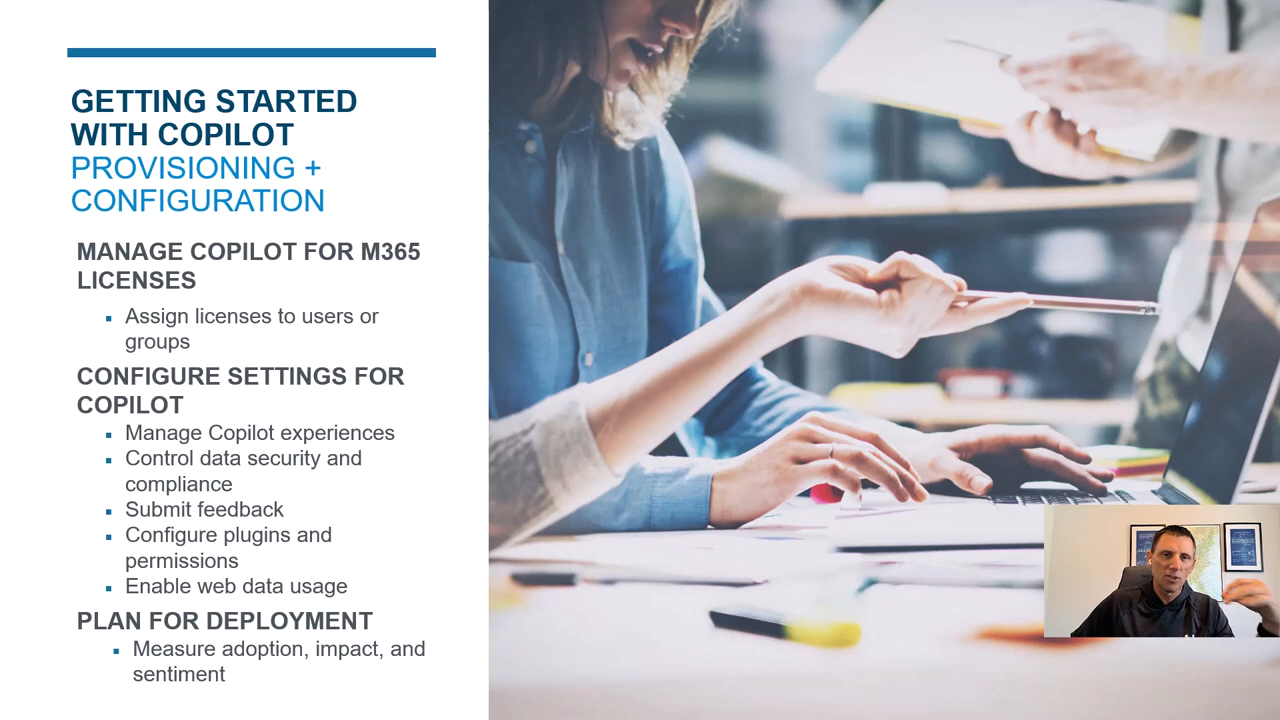 GETTING STARTED
WITH COPILOT
PROVISIONING +
CONFIGURATION
MANAGE COPILOT FOR M365
LICENSES
▪ Assign licenses to users or
groups
CONFIGURE SETTINGS FOR
COPILOT
▪ Manage Copilot experiences
▪ Control data security and
compliance
▪ Submit feedback
▪ Configure plugins and
permissions
▪ Enable web data usage
PLAN FOR DEPLOYMENT
▪ Measure adoption, impact, and
sentiment